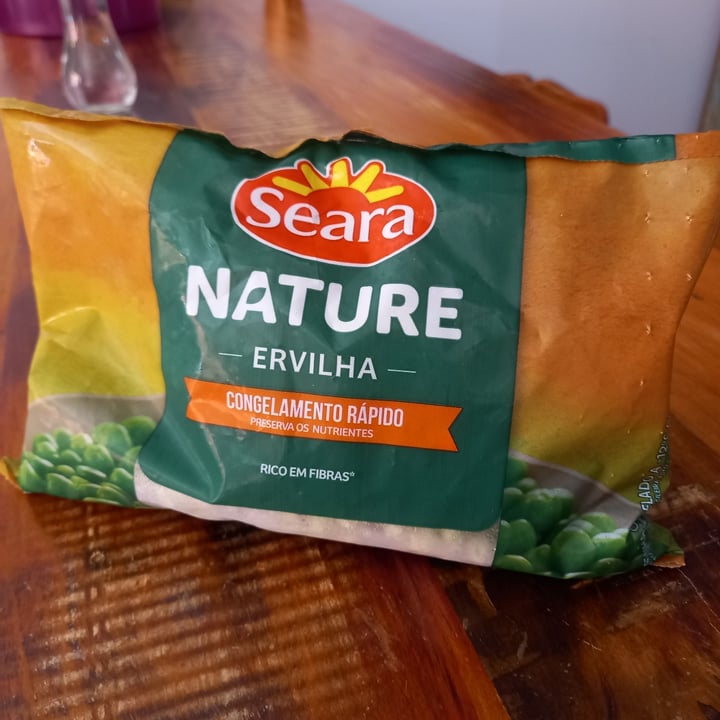 Seara
NATURE
ERVILHA
CONGELAMENTO RÁPIDO
PRESERVA OS NUTRIENTES
RICO EM FIBRAS*